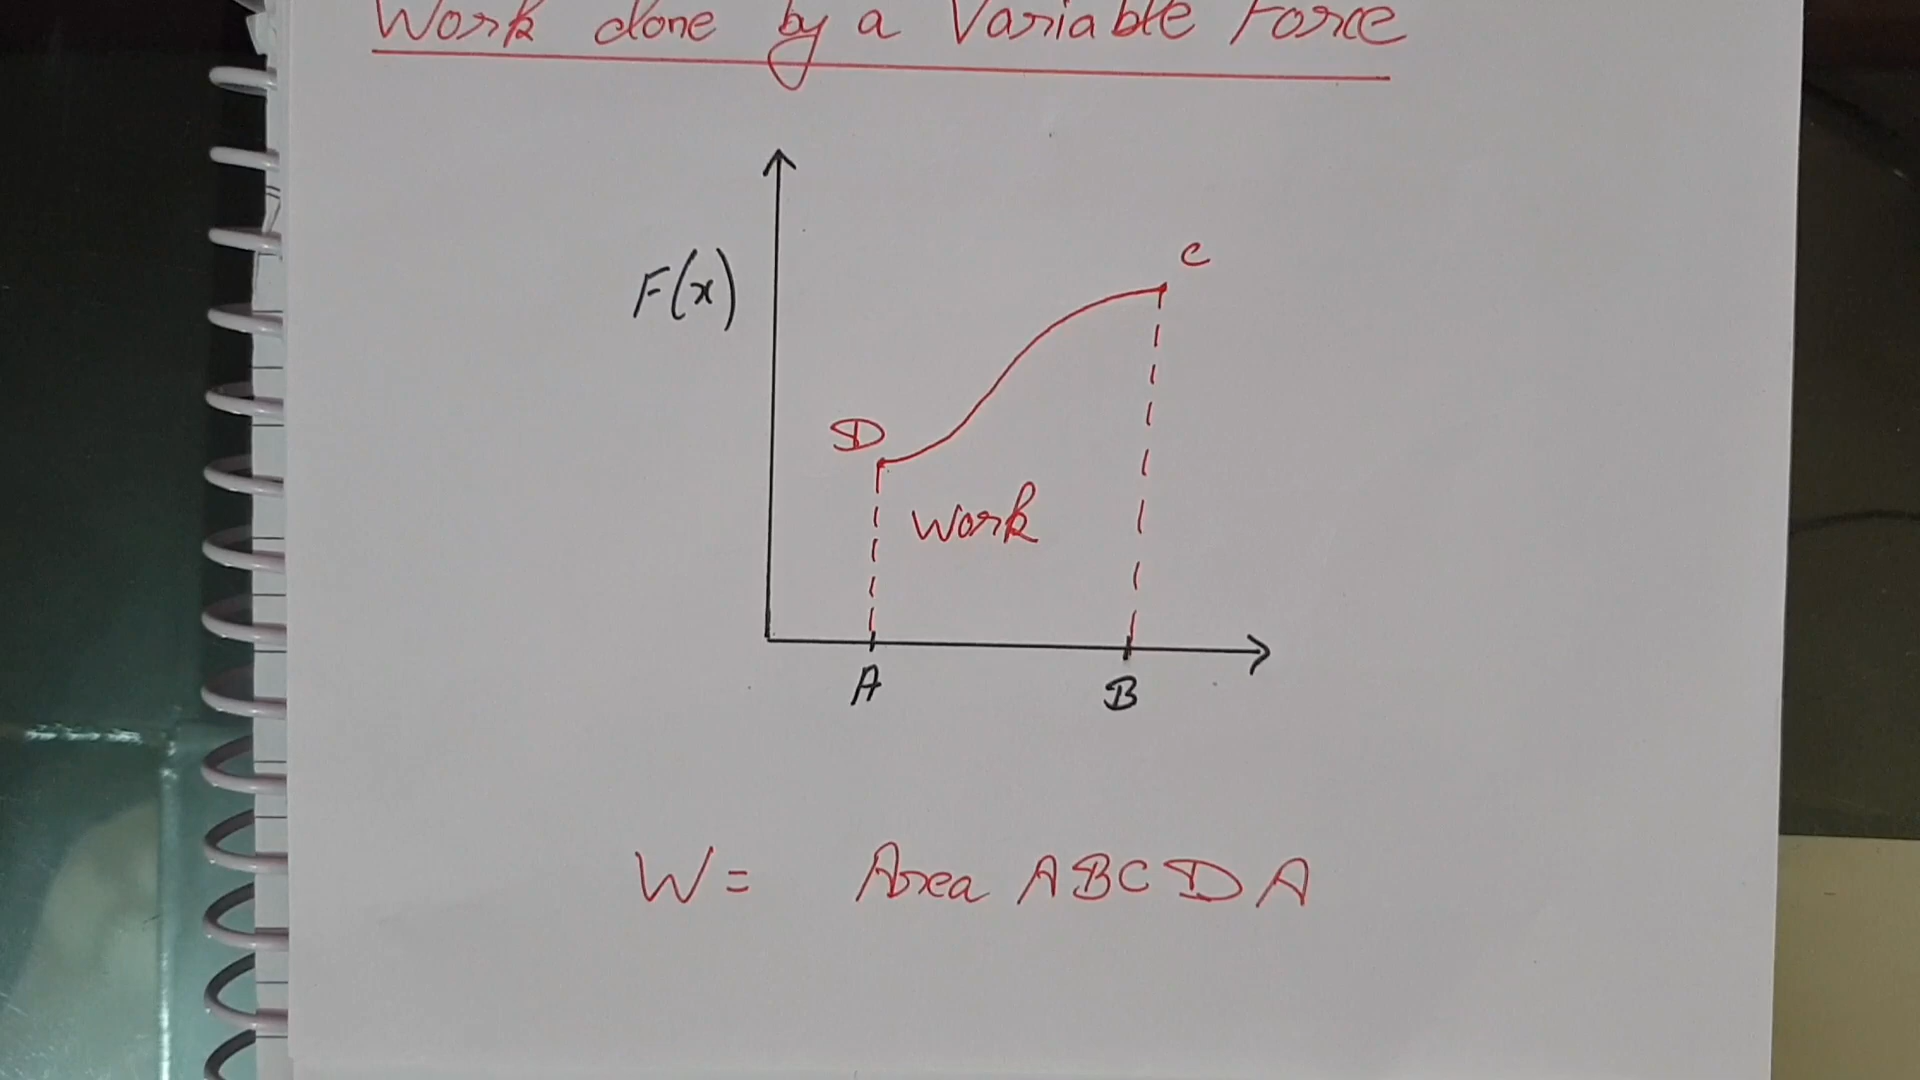 Work done by a Variable Force
C
F(x)
D
Work
A B
W = Area ABCDA